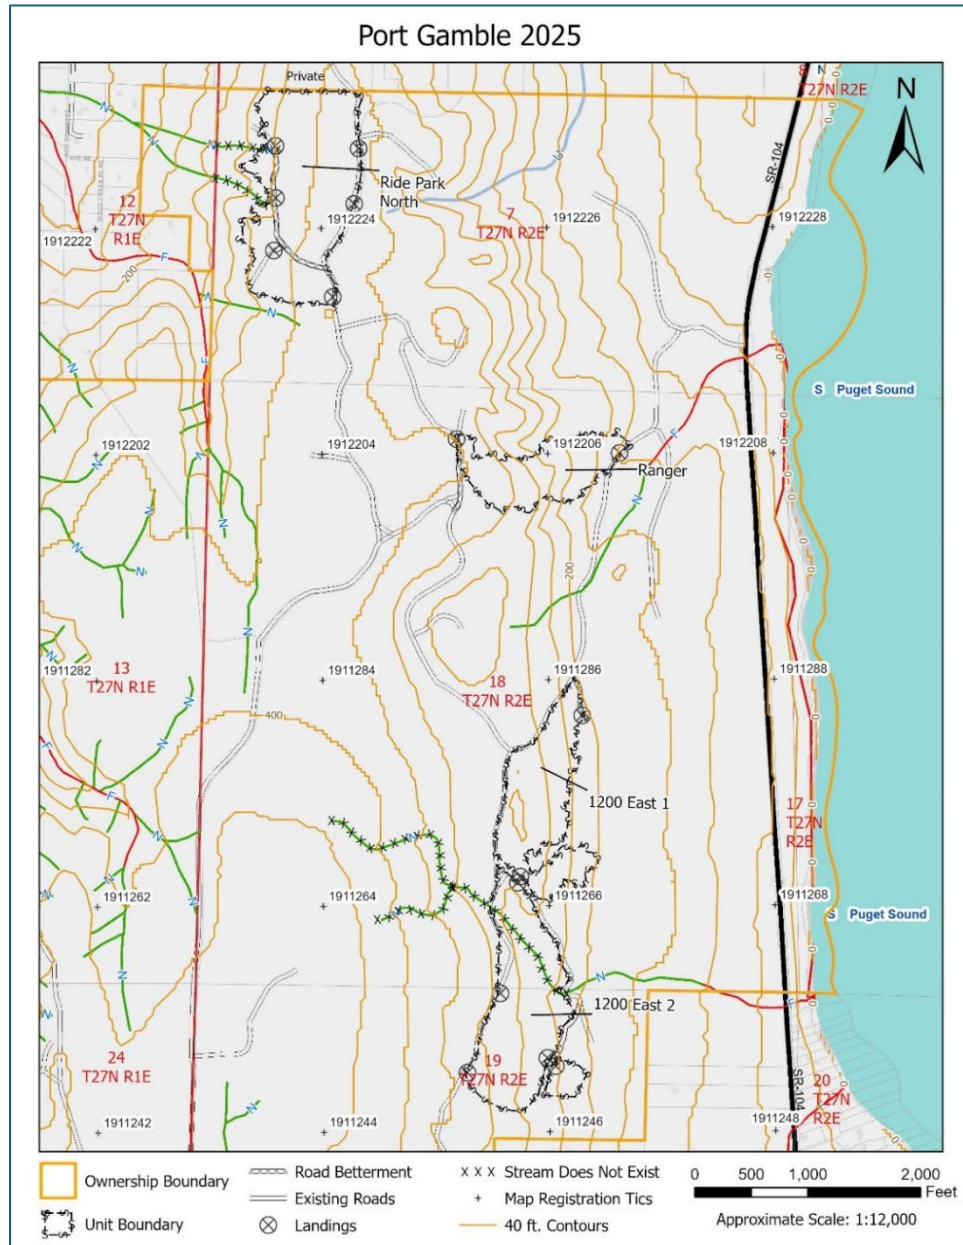 Port Gamble 2025
Private
8
T27N R2E
N
N
N
N
N
U
SR-104
Ride Park
North
12
T27N
R1E
7
T27N R2E
1912222
1912224
1912226
1912228
F
200
N
F
0
S Puget Sound
1912202
1912204
1912206
1912208
N
F
Ranger
N
N
N
N
N
200
0
N
N
1911282
13
T27N R1E
1911284
18
T27N R2E
1911286
1911288
N
400
0
F
N
N
1200 East 1
17
T27N
R2E
N
N
1911262
1911264
N
1911266
1911268
S Puget Sound
N
N
N
F
1200 East 2
24
T27N R1E
19
T27N R2E
SR-104
20
T27N
R2E
N
1911242
1911244
1911246
1911248
0
Ownership Boundary
Unit Boundary
Road Betterment
Existing Roads
Landings
X X X Stream Does Not Exist
+ Map Registration Tics
40 ft. Contours
0 500 1,000 2,000
Feet
Approximate Scale: 1:12,000